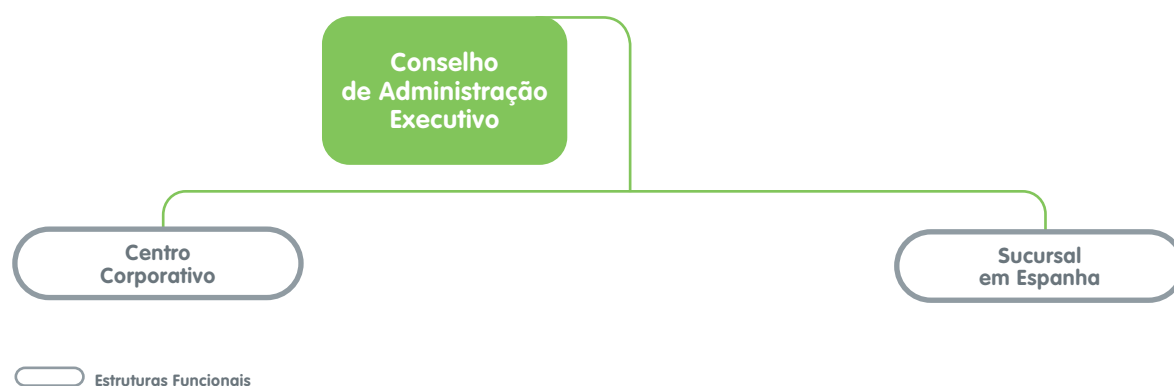 Conselho
de Administração
Executivo
Centro
Corporativo
Sucursal
em Espanha
Estruturas Funcionais